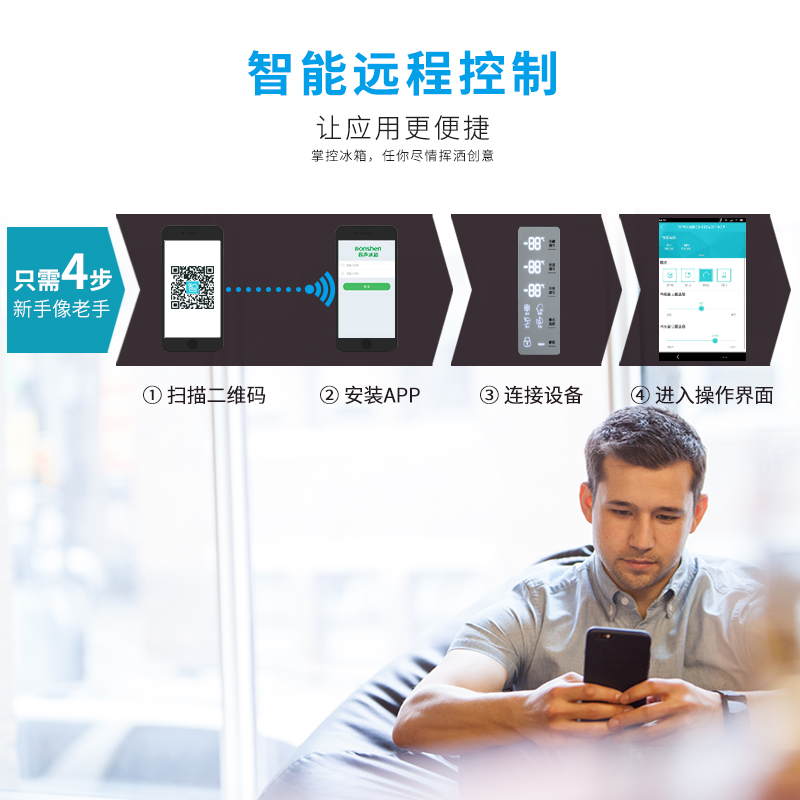 智能远程控制
让应用更便捷
掌控冰箱，任你尽情挥洒创意
只需4步
新手像老手
Ronshen
容声冰箱
-88℃
-88℃
-88℃
① 扫描二维码
② 安装APP
③ 连接设备
④ 进入操作界面